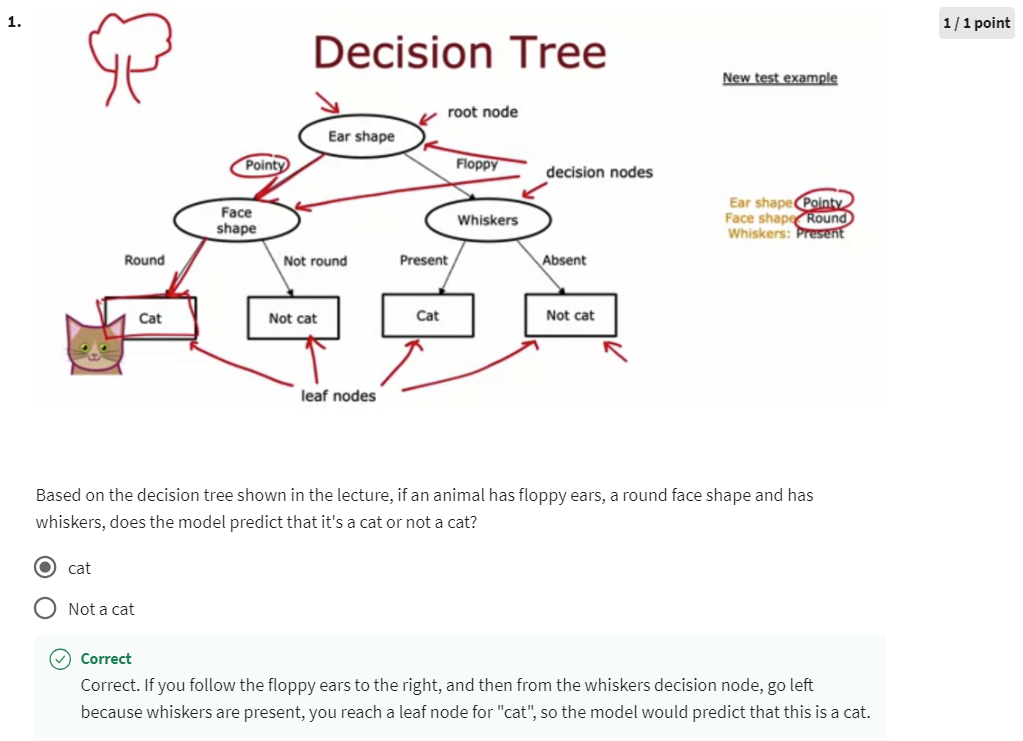 1.
1 / 1 point
Decision Tree
New test example
root node
Ear shape
Pointy
Floppy
decision nodes
Face
shape
Whiskers
Ear shape: Pointy
Face shape: Round
Whiskers: Present
Round
Not round
Present
Absent
Cat
Not cat
Cat
Not cat
leaf nodes
Based on the decision tree shown in the lecture, if an animal has floppy ears, a round face shape and has
whiskers, does the model predict that it's a cat or not a cat?
cat
Not a cat
Correct
Correct. If you follow the floppy ears to the right, and then from the whiskers decision node, go left
because whiskers are present, you reach a leaf node for "cat", so the model would predict that this is a cat.